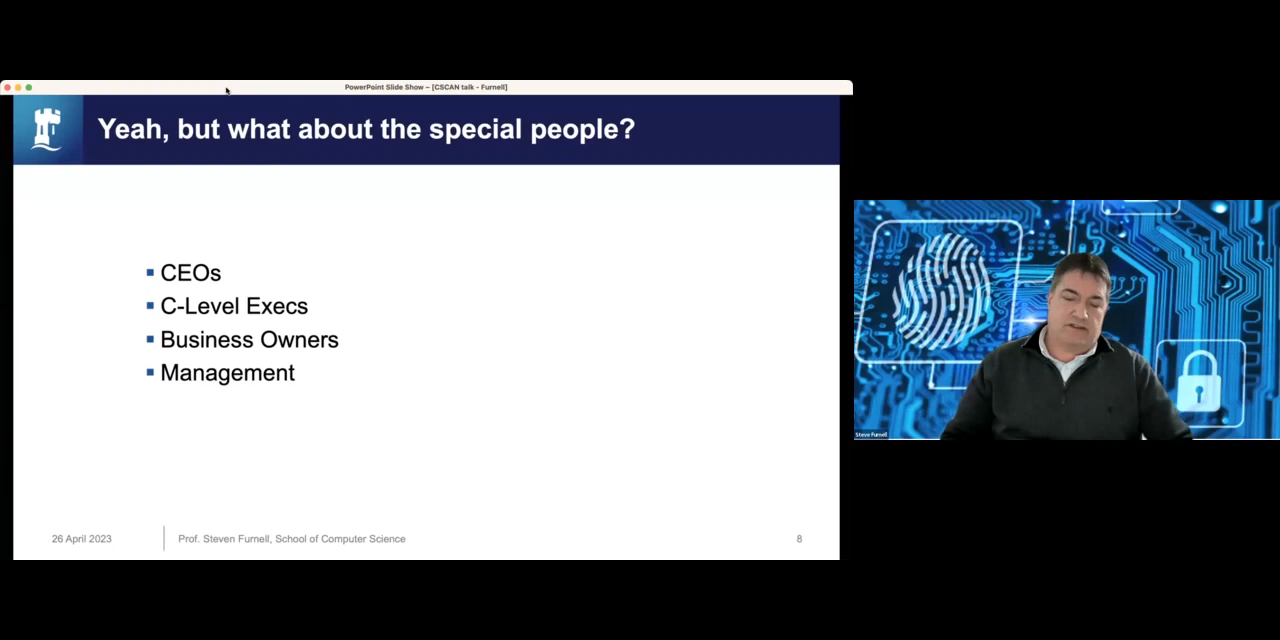 PowerPoint Slide Show – [CSCAN talk - Furnell]
Yeah, but what about the special people?
CEOs
C-Level Execs
Business Owners
Management
26 April 2023
Prof. Steven Furnell, School of Computer Science
8
Steve Furnell